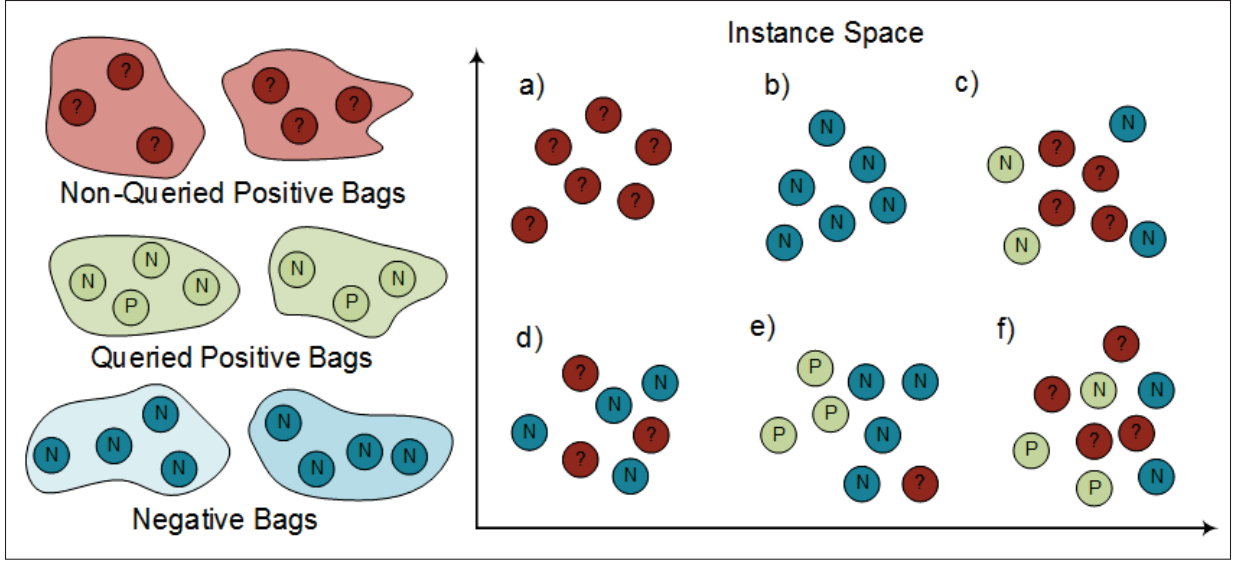 Instance Space
? ? ?
? ? ?
Non-Queried Positive Bags
N N N P
N N P
Queried Positive Bags
N N N N
N N N N
Negative Bags
a)
? ? ? ? ? ?
b)
N N N N N N
c)
N N ? ? ? ? N N
d)
? N N N ? ? N
e)
P N N P P N N ?
f)
? ? N N P ? ? P N